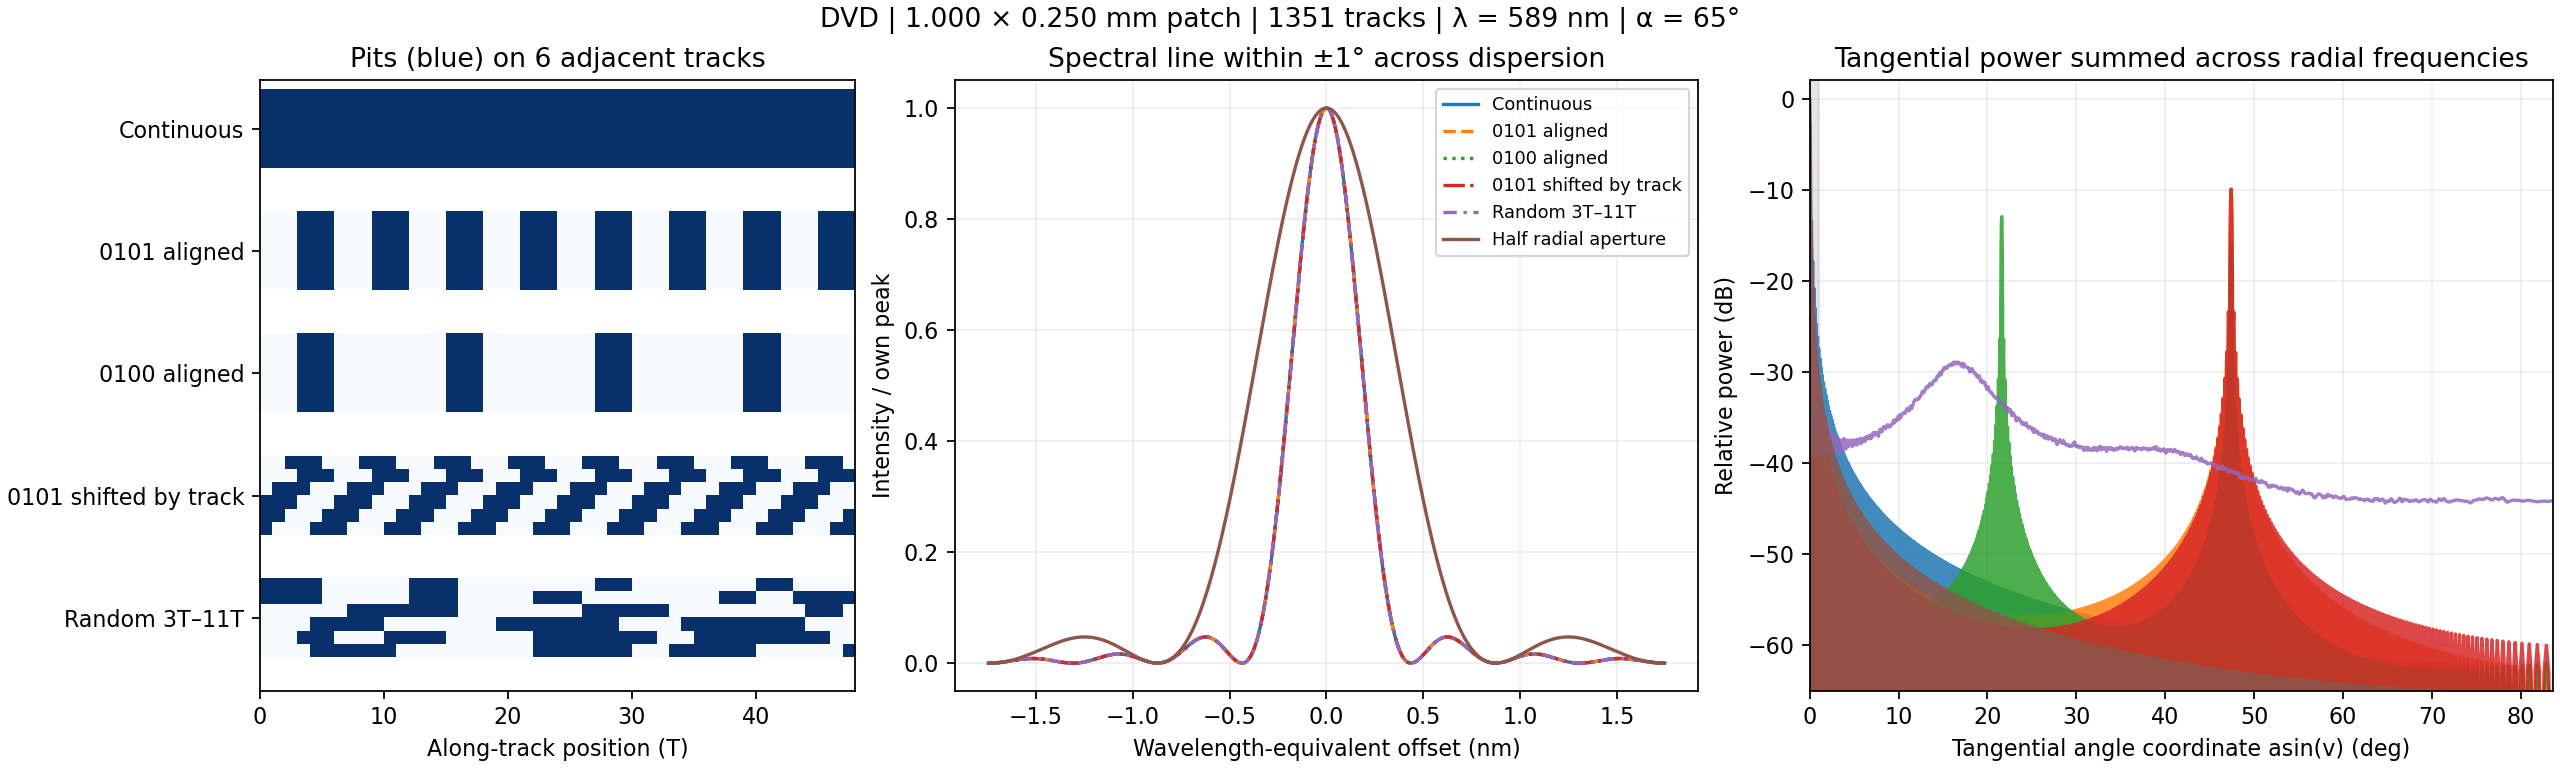 DVD | 1.000 × 0.250 mm patch | 1351 tracks | λ = 589 nm | α = 65°
Pits (blue) on 6 adjacent tracks
Continuous
0101 aligned
0100 aligned
0101 shifted by track
Random 3T–11T
0 10 20 30 40
Along-track position (T)
Spectral line within ±1° across dispersion
Intensity / own peak
1.0
0.8
0.6
0.4
0.2
0.0
Continuous
0101 aligned
0100 aligned
0101 shifted by track
Random 3T–11T
Half radial aperture
−1.5 −1.0 −0.5 0.0 0.5 1.0 1.5
Wavelength-equivalent offset (nm)
Tangential power summed across radial frequencies
Relative power (dB)
0
−10
−20
−30
−40
−50
−60
0 10 20 30 40 50 60 70 80
Tangential angle coordinate asin(v) (deg)